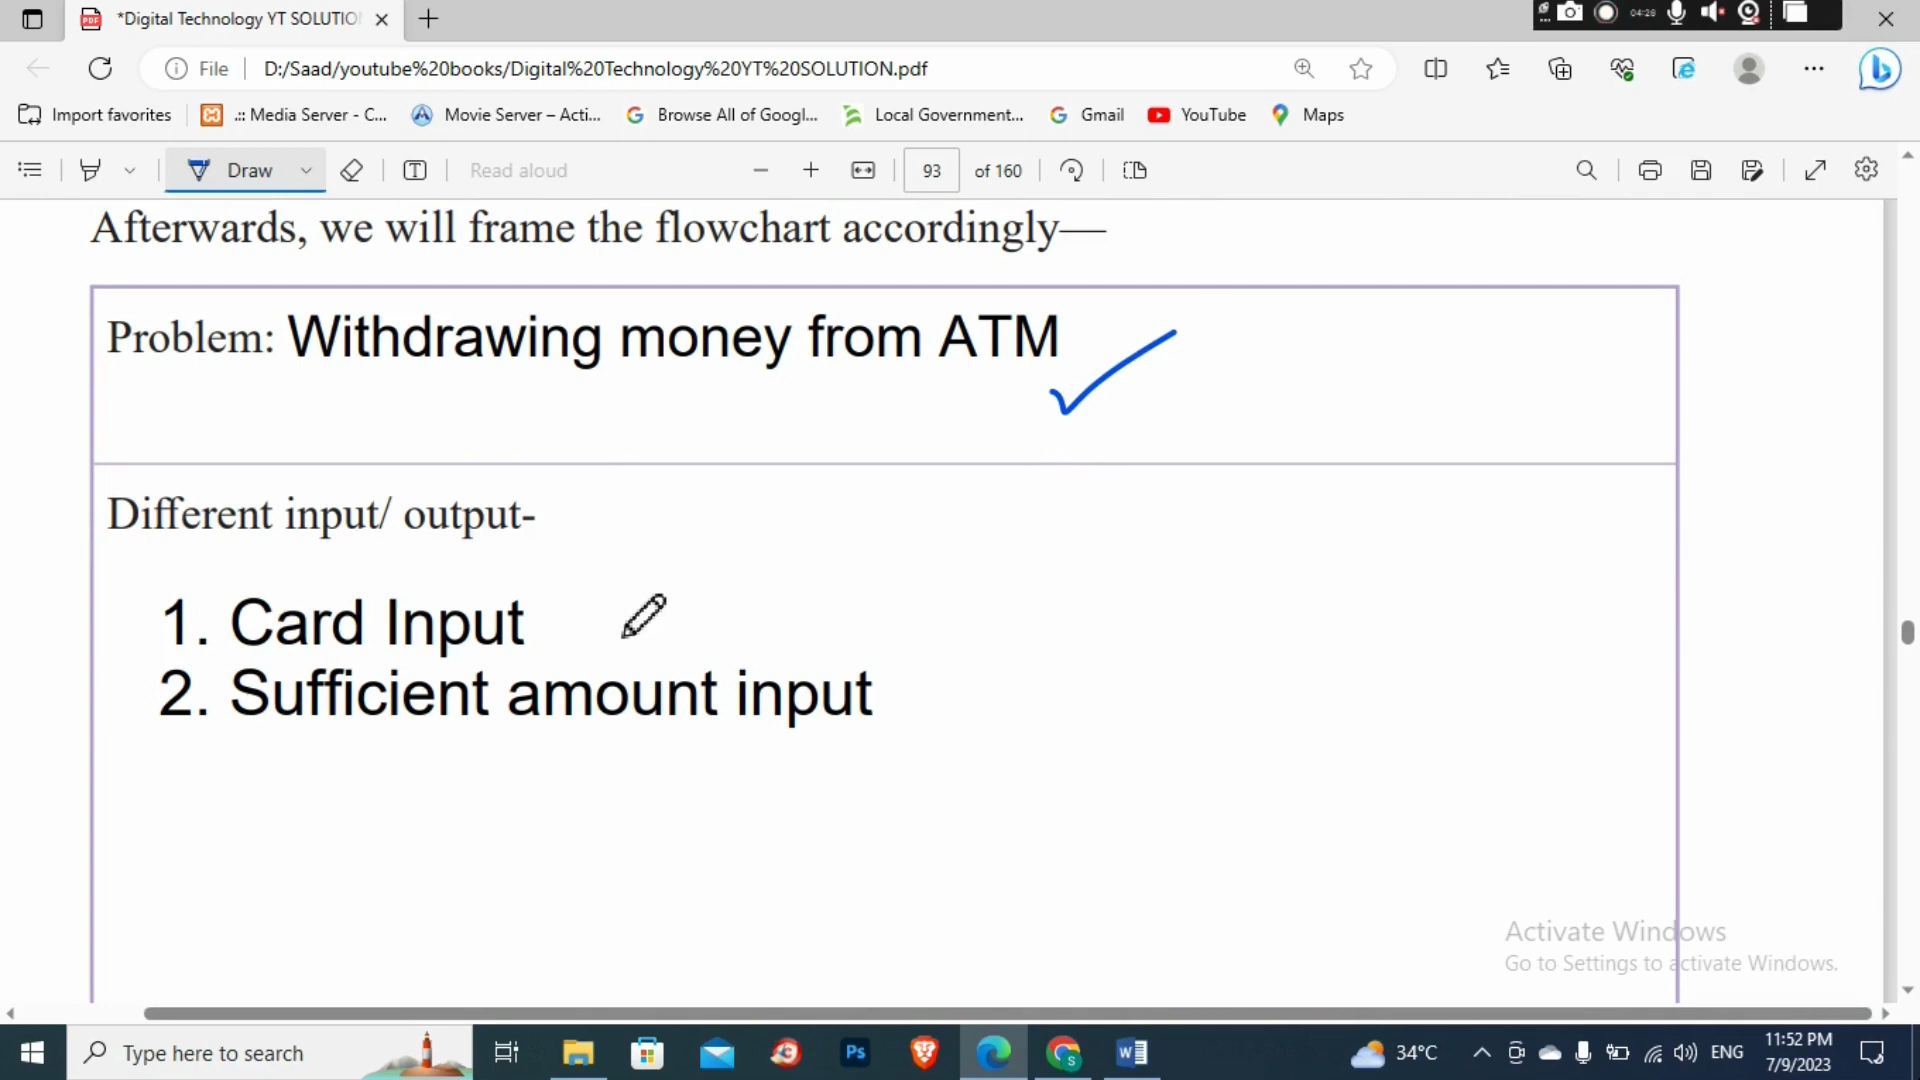 *Digital Technology YT SOLUTIO
04:26
File
D:/Saad/youtube%20books/Digital%20Technology%20YT%20SOLUTION.pdf
Import favorites
.:: Media Server - C...
Movie Server – Acti...
Browse All of Googl...
Local Government...
Gmail
YouTube
Maps
Draw
Read aloud
93
of 160
Afterwards, we will frame the flowchart accordingly—
Problem: Withdrawing money from ATM
Different input/ output-
1. Card Input
2. Sufficient amount input
Activate Windows
Go to Settings to activate Windows.
Type here to search
Ps
34°C
ENG
11:52 PM
7/9/2023